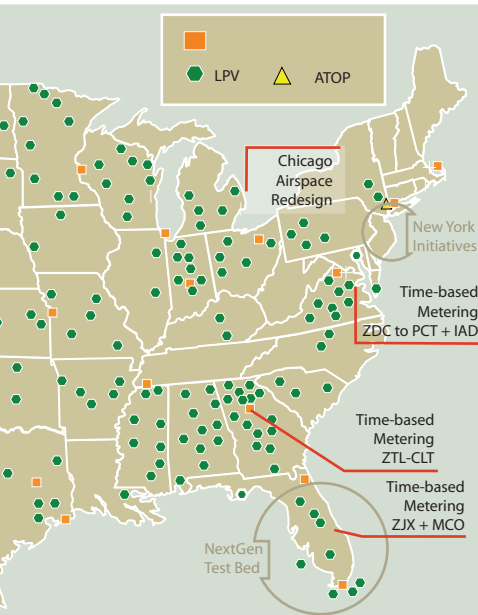 LPV
ATOP
Chicago
Airspace
Redesign
New York
Initiatives
Time-based
Metering
ZDC to PCT + IAD
Time-based
Metering
ZTL-CLT
Time-based
Metering
ZJX + MCO
NextGen
Test Bed